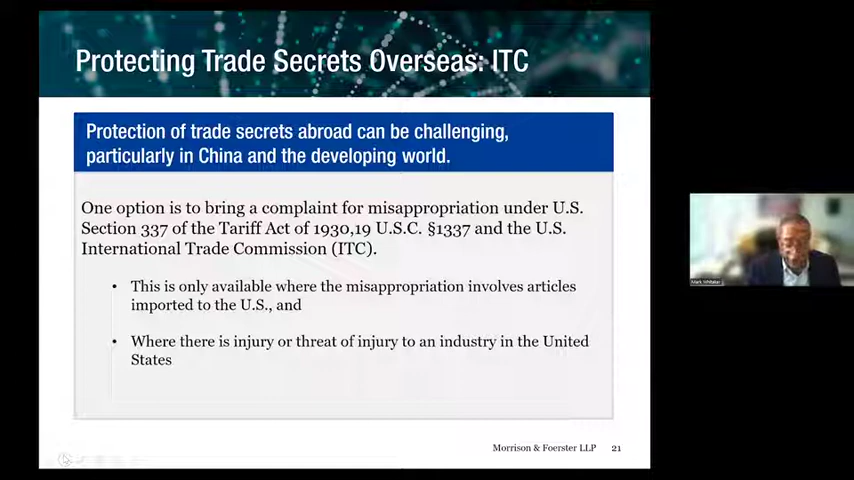 Protecting Trade Secrets Overseas: ITC
Protection of trade secrets abroad can be challenging,
particularly in China and the developing world.
One option is to bring a complaint for misappropriation under U.S.
Section 337 of the Tariff Act of 1930,19 U.S.C. §1337 and the U.S.
International Trade Commission (ITC).
• This is only available where the misappropriation involves articles
imported to the U.S., and
• Where there is injury or threat of injury to an industry in the United
States
Morrison & Foerster LLP 21
Mark Whitaker